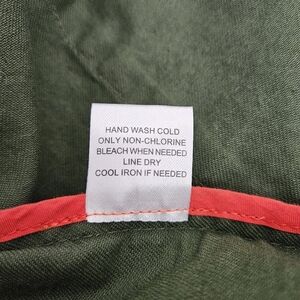 HAND WASH COLD
ONLY NON-CHLORINE
BLEACH WHEN NEEDED
LINE DRY
COOL IRON IF NEEDED